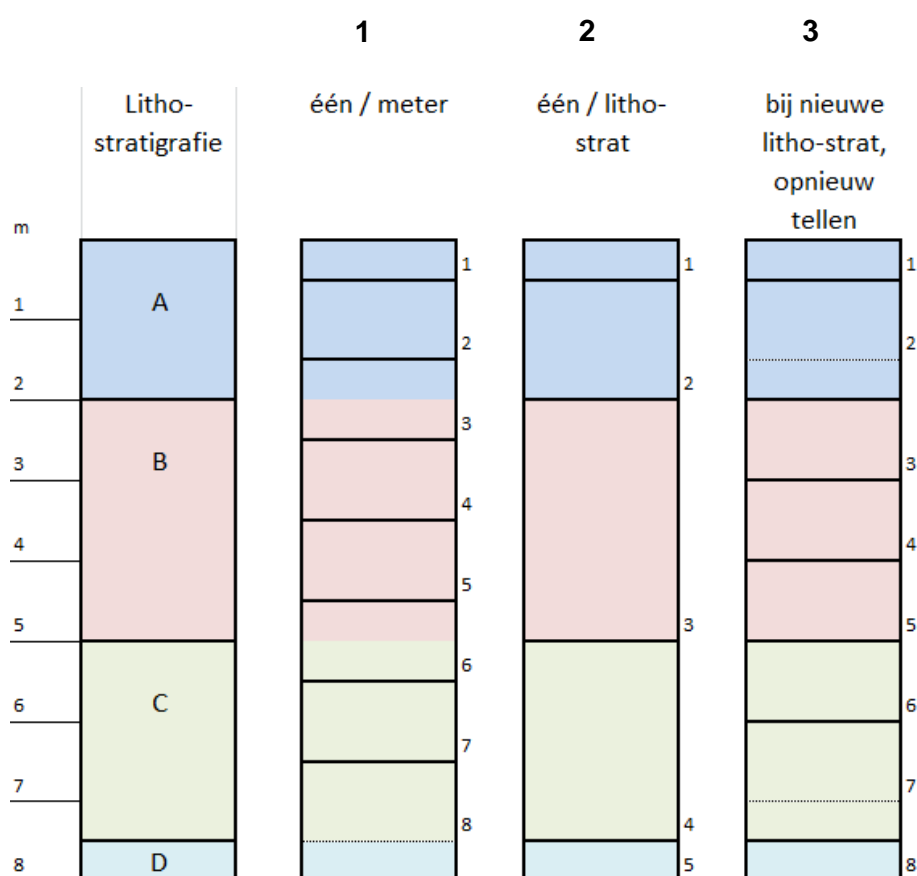 1 2 3
Litho- één / meter één / litho- bij nieuwe
stratigrafie strat litho-strat,
opnieuw
m tellen
1 1 1
1 A
2 2
2 2
3 3
3 B
4 4
4
5 5
5 3
6 6
6 C
7 7
7
8 4
8 D 5 8